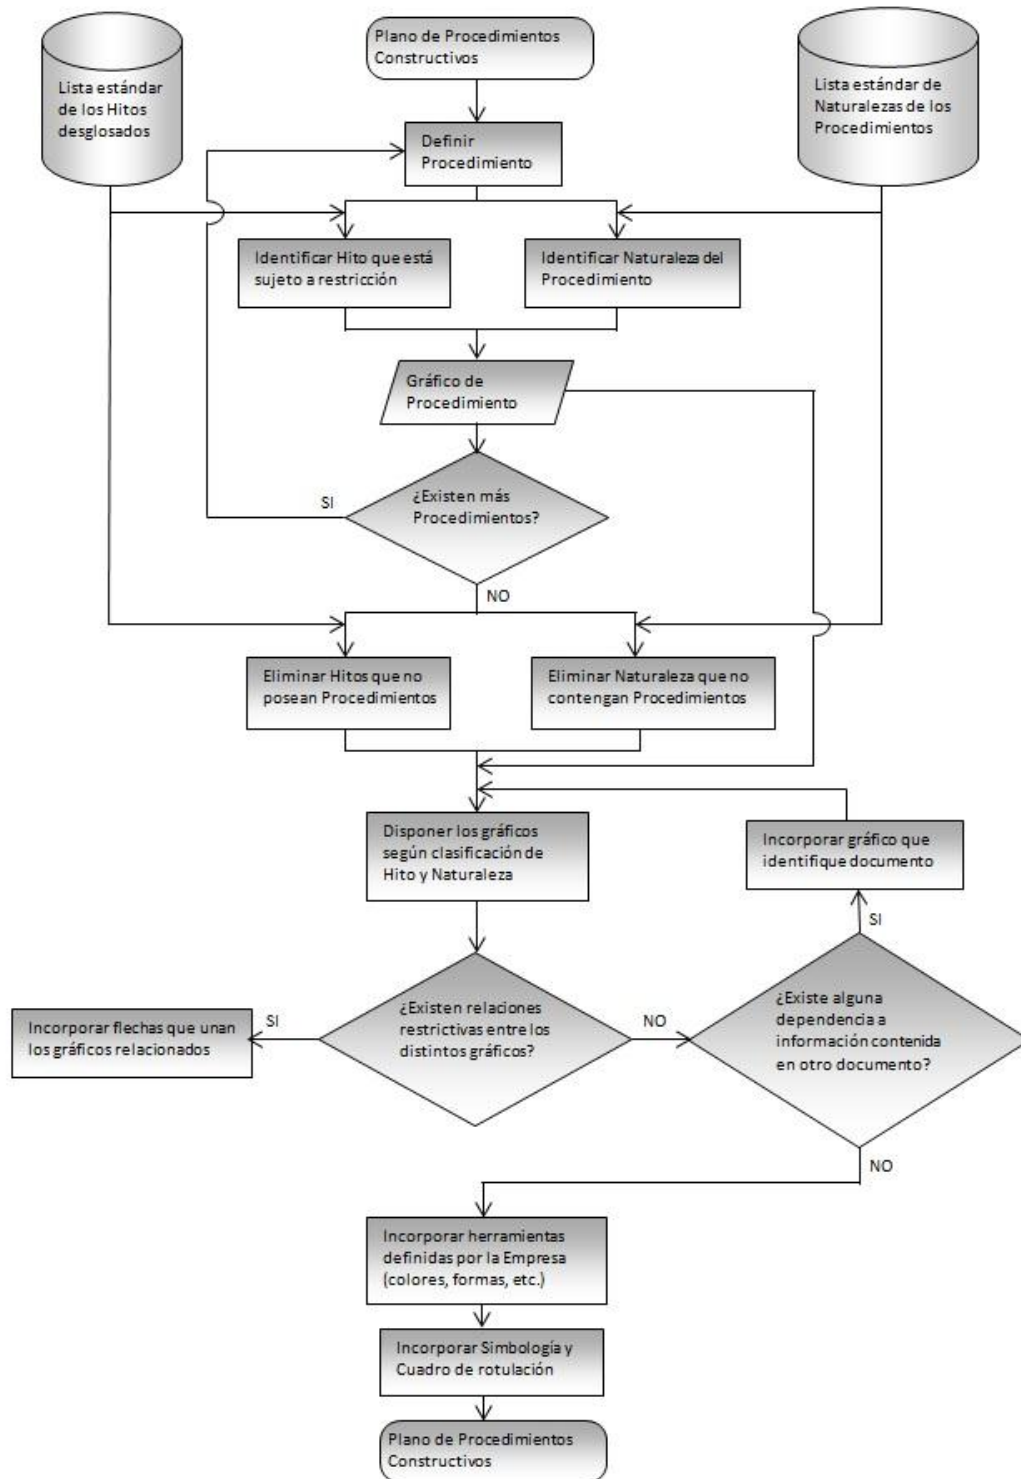 Plano de Procedimientos
Constructivos
Lista estándar
de los Hitos
desglosados
Lista estándar de
Naturalezas de los
Procedimientos
Definir
Procedimiento
Identificar Hito que está
sujeto a restricción
Identificar Naturaleza del
Procedimiento
Gráfico de
Procedimiento
¿Existen más
Procedimientos?
SI
NO
Eliminar Hitos que no
posean Procedimientos
Eliminar Naturaleza que no
contengan Procedimientos
Disponer los gráficos
según clasificación de
Hito y Naturaleza
Incorporar gráfico que
identifique documento
SI
¿Existen relaciones
restrictivas entre los
distintos gráficos?
SI
NO
Incorporar flechas que unan
los gráficos relacionados
¿Existe alguna
dependencia a
información contenida
en otro documento?
NO
Incorporar herramientas
definidas por la Empresa
(colores, formas, etc.)
Incorporar Simbología y
Cuadro de rotulación
Plano de Procedimientos
Constructivos